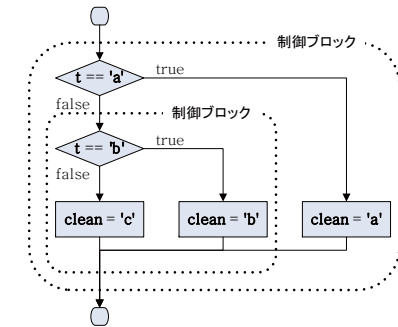 制御ブロック
t == 'a'
true
false
制御ブロック
t == 'b'
true
false
clean = 'c'
clean = 'b'
clean = 'a'